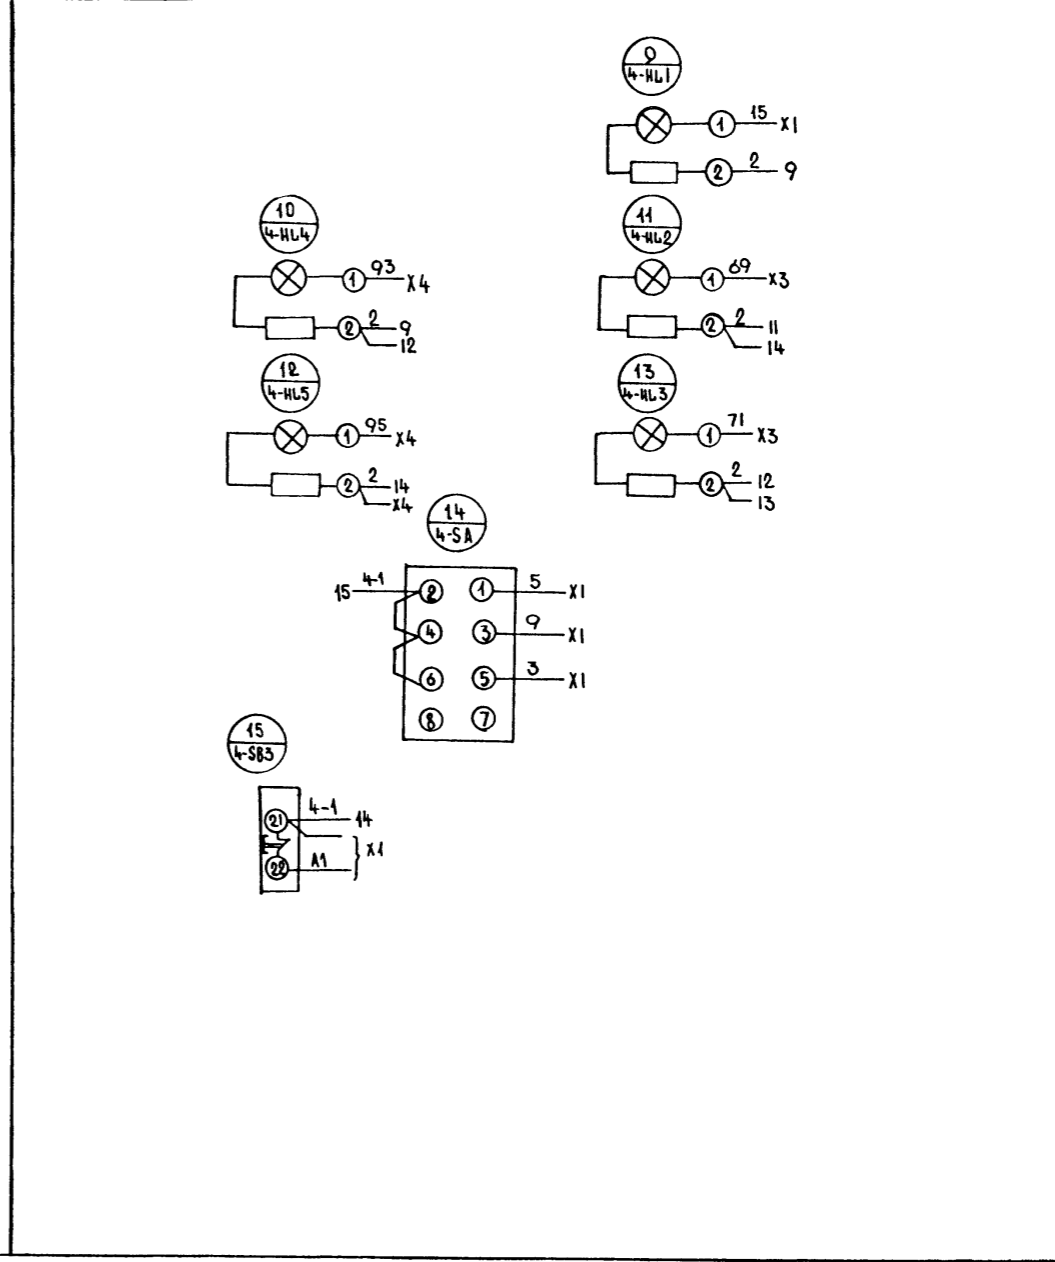 9
4-HL1
1 15 X1
2 2 9
10
4-HL4
1 93 X4
2 2 9
12
11
4-HL2
1 69 X3
2 2 11
14
12
4-HL5
1 95 X4
2 2 14
X4
13
4-HL3
1 71 X3
2 2 12
13
14
4-SA
15 4-1 2 1 5 X1
4 3 9 X1
6 5 3 X1
8 7
15
4-SB3
21 4-1 14
X1
22 A1